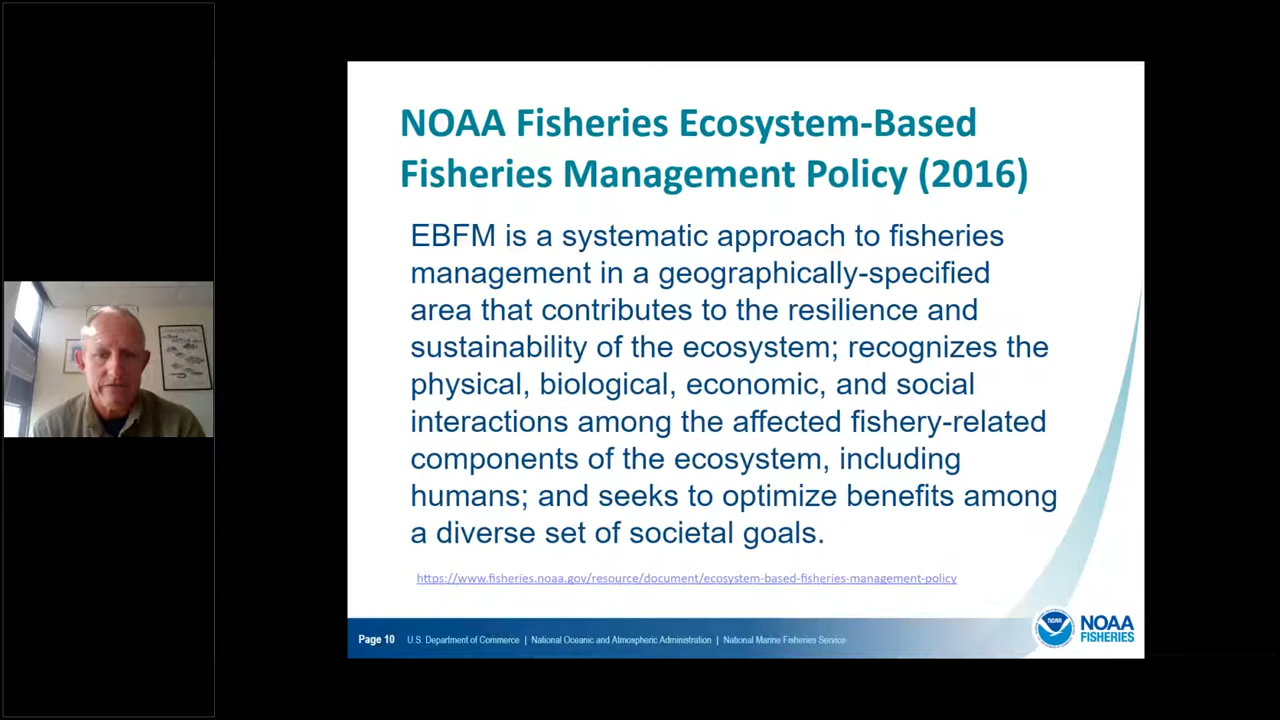 NOAA Fisheries Ecosystem-Based
Fisheries Management Policy (2016)
EBFM is a systematic approach to fisheries
management in a geographically-specified
area that contributes to the resilience and
sustainability of the ecosystem; recognizes the
physical, biological, economic, and social
interactions among the affected fishery-related
components of the ecosystem, including
humans; and seeks to optimize benefits among
a diverse set of societal goals.
https://www.fisheries.noaa.gov/resource/document/ecosystem-based-fisheries-management-policy
Page 10 U.S. Department of Commerce | National Oceanic and Atmospheric Administration | National Marine Fisheries Service
NOAA
NOAA
FISHERIES